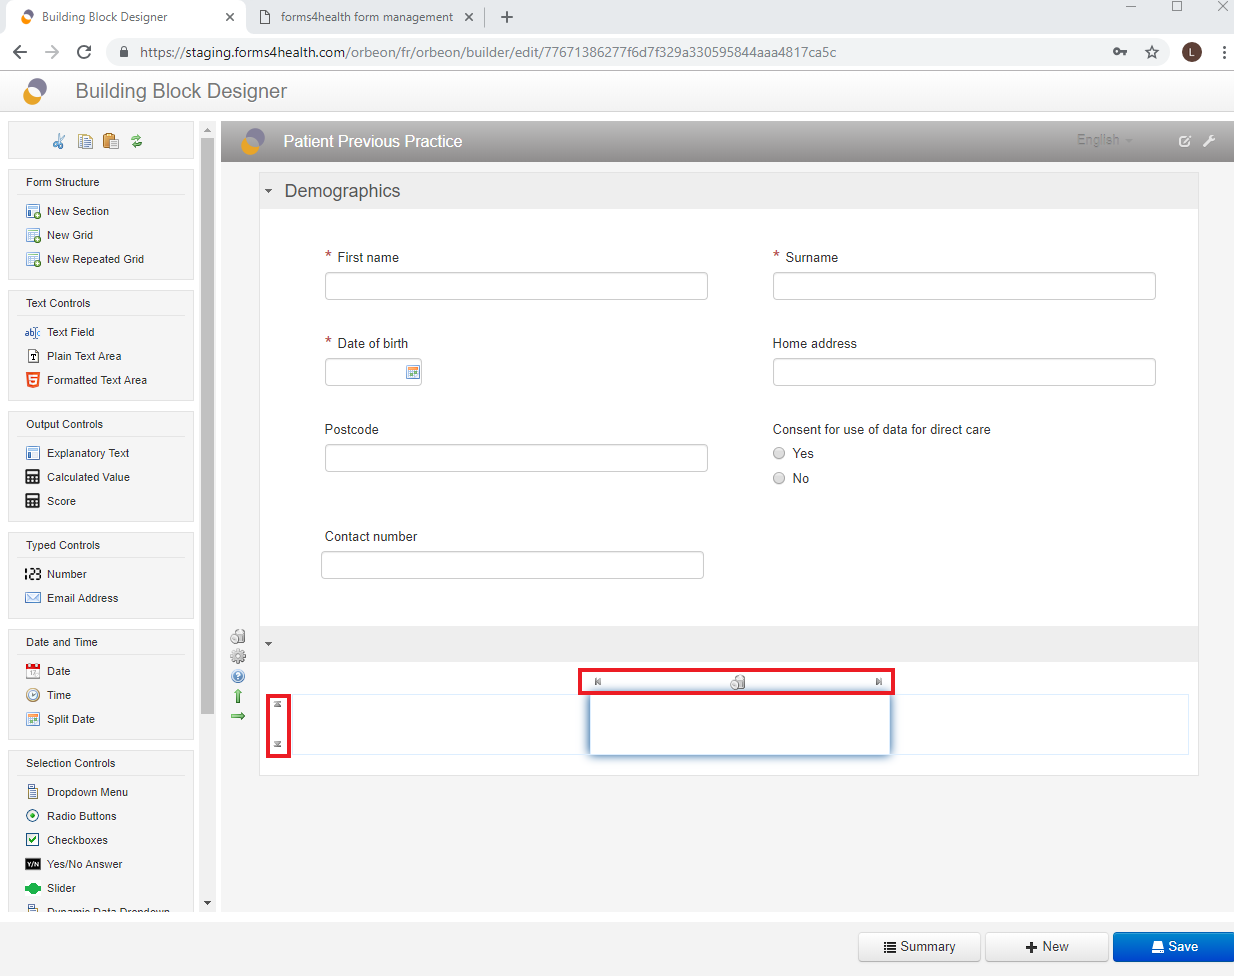 Building Block Designer
forms4health form management
https://staging.forms4health.com/orbeon/fr/orbeon/builder/edit/77671386277f6d7f329a330595844aaa4817ca5c
L
Building Block Designer
Patient Previous Practice
English
Form Structure
New Section
New Grid
New Repeated Grid
Text Controls
Text Field
Plain Text Area
Formatted Text Area
Output Controls
Explanatory Text
Calculated Value
Score
Typed Controls
Number
Email Address
Date and Time
Date
Time
Split Date
Selection Controls
Dropdown Menu
Radio Buttons
Checkboxes
Yes/No Answer
Slider
Dynamic Data Dropdown
Demographics
* First name
* Surname
* Date of birth
Home address
Postcode
Consent for use of data for direct care
Yes
No
Contact number
Summary
New
Save